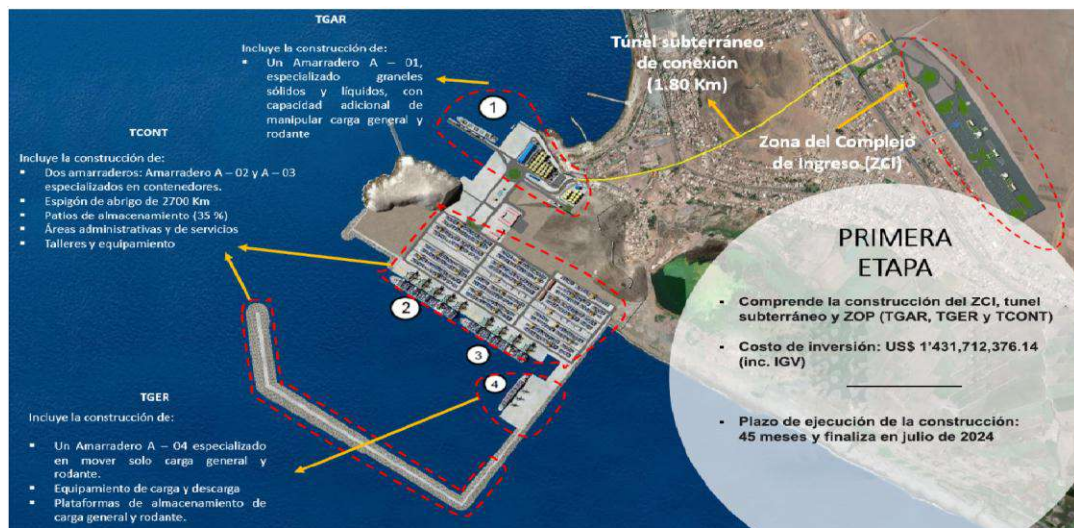 TGAR
Incluye la construcción de:
▪ Un Amarradero A – 01,
especializado graneles
sólidos y líquidos, con
capacidad adicional de
manipular carga general y
rodante
TCONT
Incluye la construcción de:
▪ Dos amarraderos: Amarradero A – 02 y A – 03
especializados en contenedores.
▪ Espigón de abrigo de 2700 Km
▪ Patios de almacenamiento (35 %)
▪ Áreas administrativas y de servicios
▪ Talleres y equipamiento
TGER
Incluye la construcción de:
▪ Un Amarradero A – 04 especializado
en mover solo carga general y
rodante.
▪ Equipamiento de carga y descarga
▪ Plataformas de almacenamiento de
carga general y rodante.
1
2
3
4
Túnel subterráneo
de conexión
(1.80 Km)
Zona del Complejo
de Ingreso (ZCI)
PRIMERA
ETAPA
- Comprende la construcción del ZCI, tunel
subterráneo y ZOP (TGAR, TGER y TCONT)
- Costo de inversión: US$ 1'431,712,376.14
(inc. IGV)
- Plazo de ejecución de la construcción:
45 meses y finaliza en julio de 2024